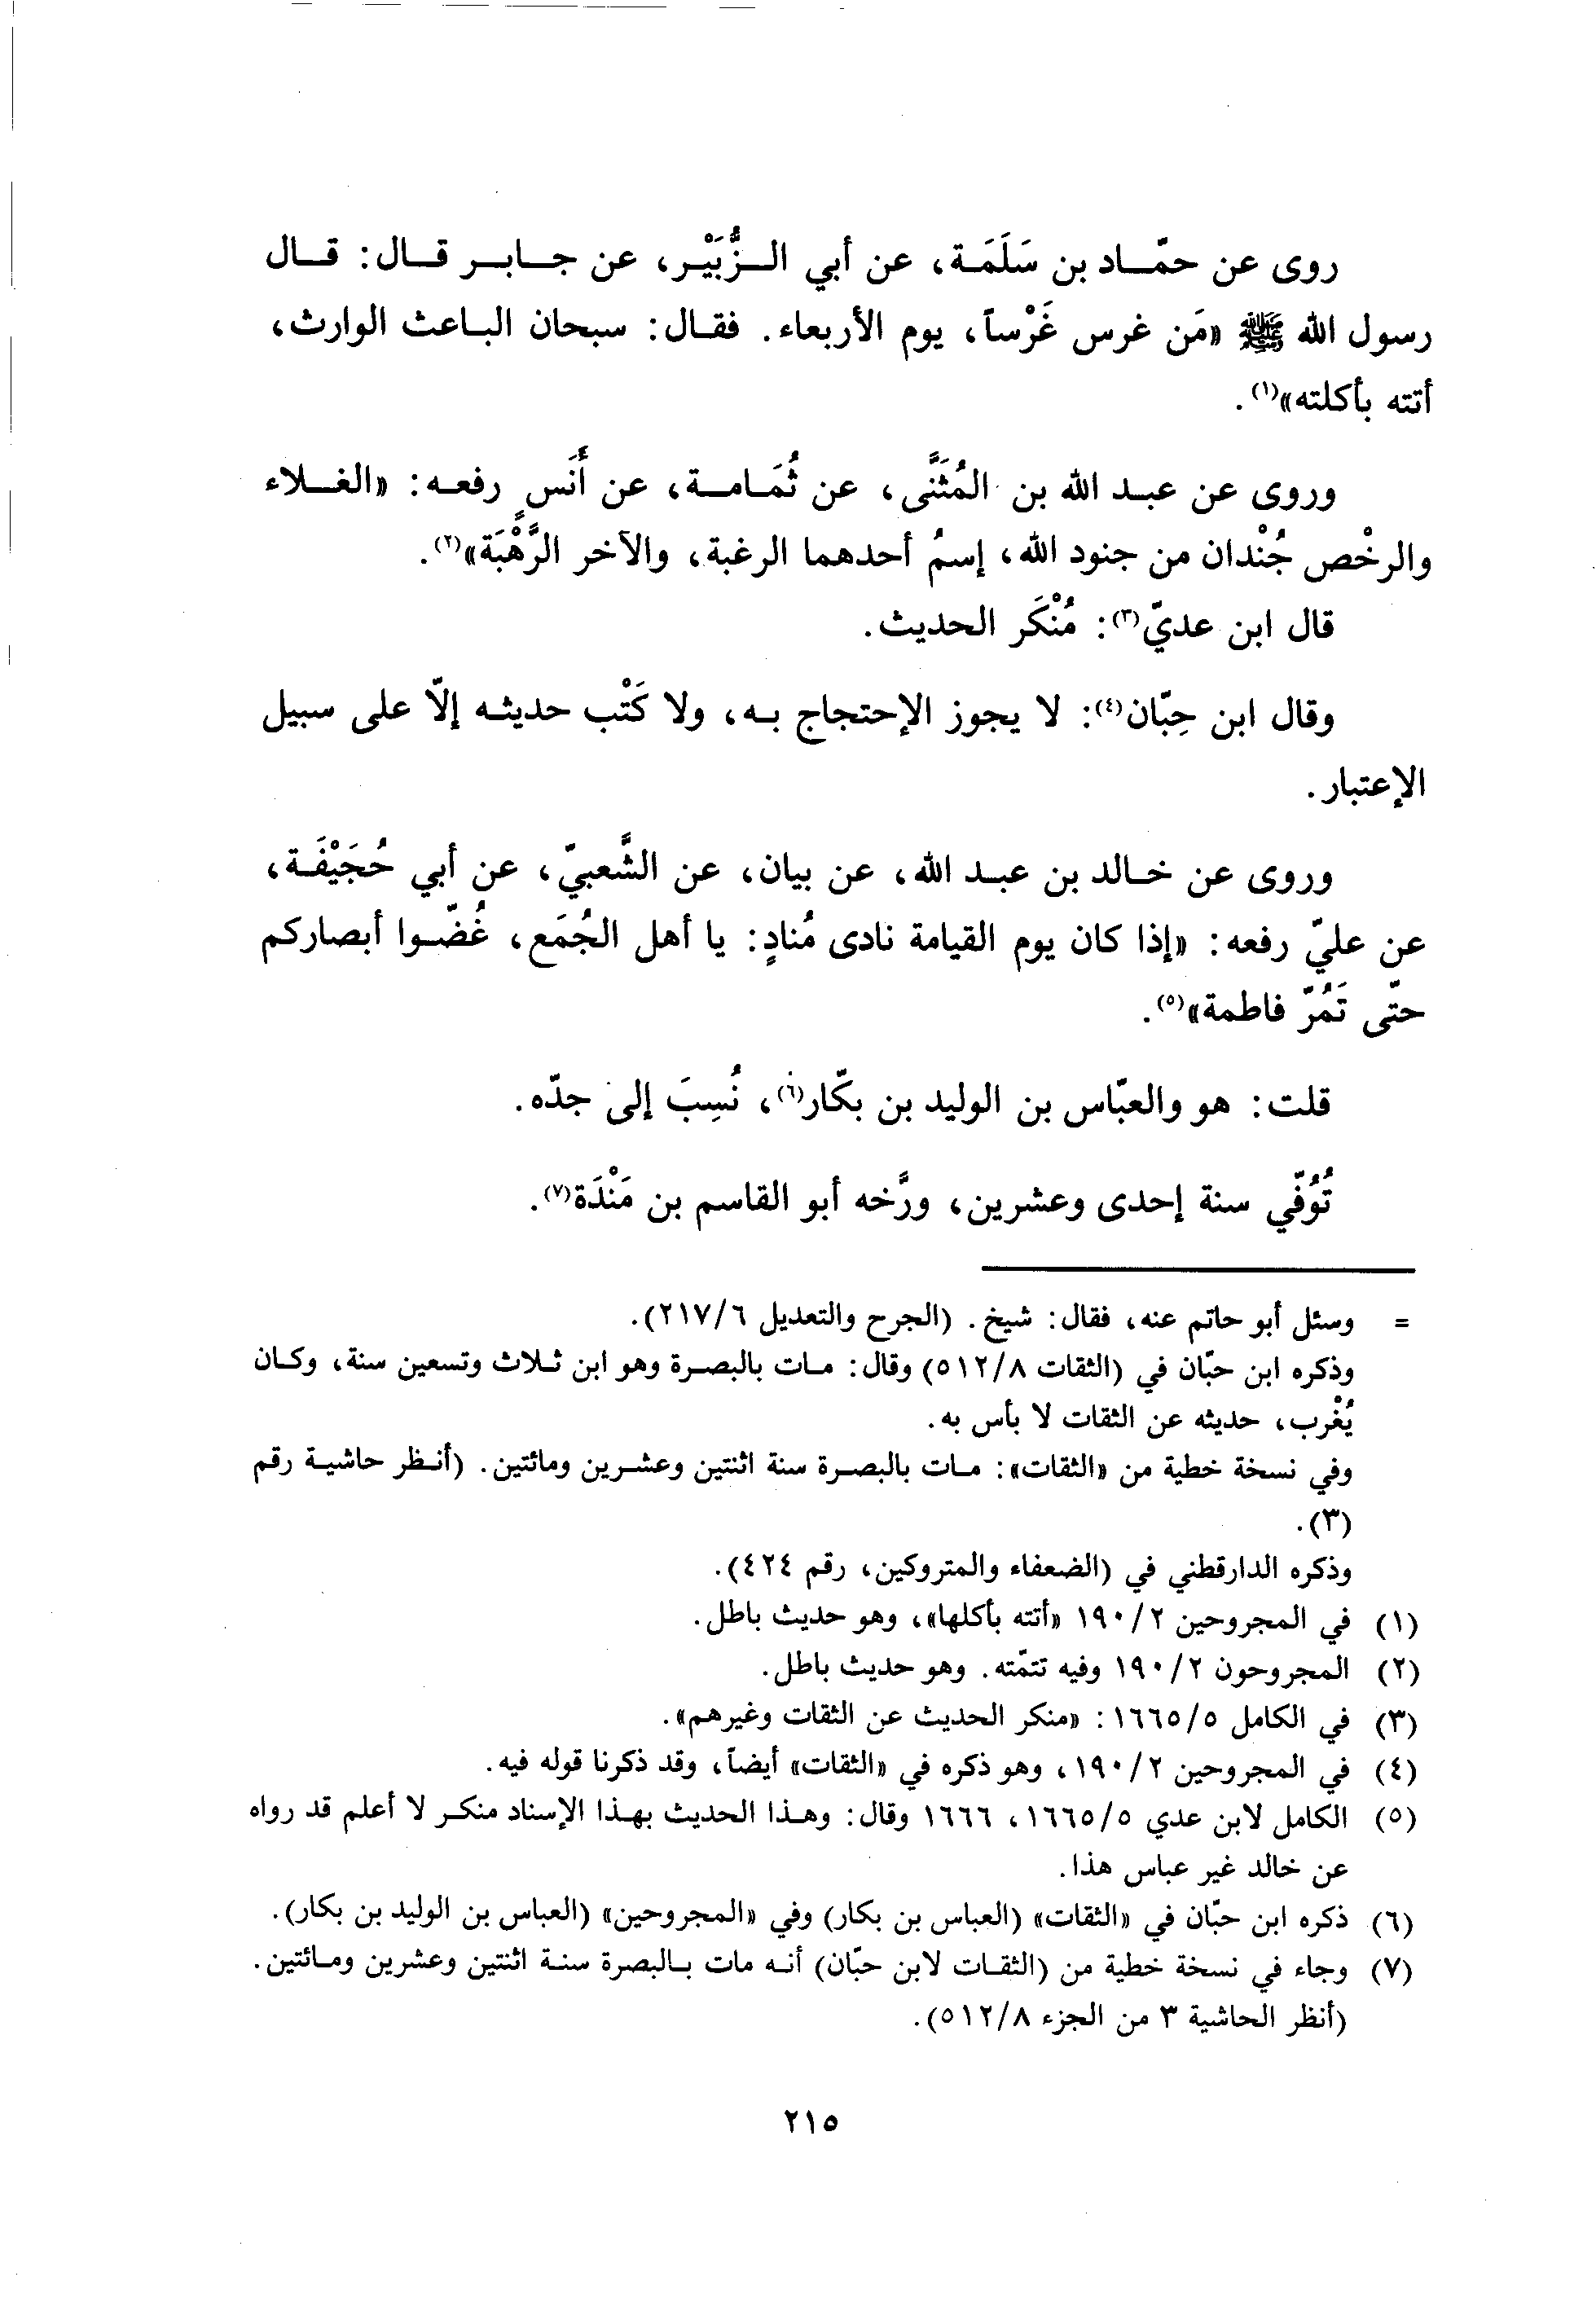 روى عن حمّاد بن سَلَمَة، عن أبي الزُّبَيْر، عن جابر قال: قال
رسول الله ﷺ «مَن غرس غَرْساً، يوم الأربعاء. فقال: سبحان الباعث الوارث،
أتته بأكلته»(١).
وروى عن عبد الله بن المُثَنَّى، عن ثُمَامة، عن أَنَسٍ رفعه: «الغلاء
والرخْص جُنْدان من جنود الله، إسمُ أحدهما الرغبة، والآخر الرَّهْبَة»(٢).
قال ابن عديّ(٣): مُنْكَر الحديث.
وقال ابن حِبّان(٤): لا يجوز الإحتجاج به، ولا كَتْب حديثه إلّا على سبيل
الإعتبار.
وروى عن خالد بن عبد الله، عن بيان، عن الشَّعبيّ، عن أبي حُجَيْفَة،
عن عليّ رفعه: «إذا كان يوم القيامة نادى مُنادٍ: يا أهل الجُمَع، غُضّوا أبصاركم
حتّى تَمُرّ فاطمة»(٥).
قلت: هو والعبّاس بن الوليد بن بكّار(٦)، نُسِبَ إلى جدّه.
تُوُفّي سنة إحدى وعشرين، ورَّخه أبو القاسم بن مَنْدَة(٧).
= وسئل أبو حاتم عنه، فقال: شيخ. (الجرح والتعديل ٢١٧/٦).
وذكره ابن حبّان في (الثقات ٥١٢/٨) وقال: مات بالبصرة وهو ابن ثلاث وتسعين سنة، وكان
يُغْرب، حديثه عن الثقات لا بأس به.
وفي نسخة خطية من «الثقات»: مات بالبصرة سنة اثنتين وعشرين ومائتين. (أنظر حاشية رقم
(٣).
وذكره الدارقطني في (الضعفاء والمتروكين، رقم ٤٢٤).
(١) في المجروحين ١٩٠/٢ «أتته بأكلها»، وهو حديث باطل.
(٢) المجروحون ١٩٠/٢ وفيه تتمّته. وهو حديث باطل.
(٣) في الكامل ١٦٦٥/٥: «منكر الحديث عن الثقات وغيرهم».
(٤) في المجروحين ١٩٠/٢، وهو ذكره في «الثقات» أيضاً، وقد ذكرنا قوله فيه.
(٥) الكامل لابن عدي ١٦٦٥/٥، ١٦٦٦ وقال: وهذا الحديث بهذا الإسناد منكر لا أعلم قد رواه
عن خالد غير عباس هذا.
(٦) ذكره ابن حبّان في «الثقات» (العباس بن بكار) وفي «المجروحين» (العباس بن الوليد بن بكار).
(٧) وجاء في نسخة خطية من (الثقات لابن حبّان) أنه مات بالبصرة سنة اثنتين وعشرين ومائتين.
(أنظر الحاشية ٣ من الجزء ٥١٢/٨).
٢١٥